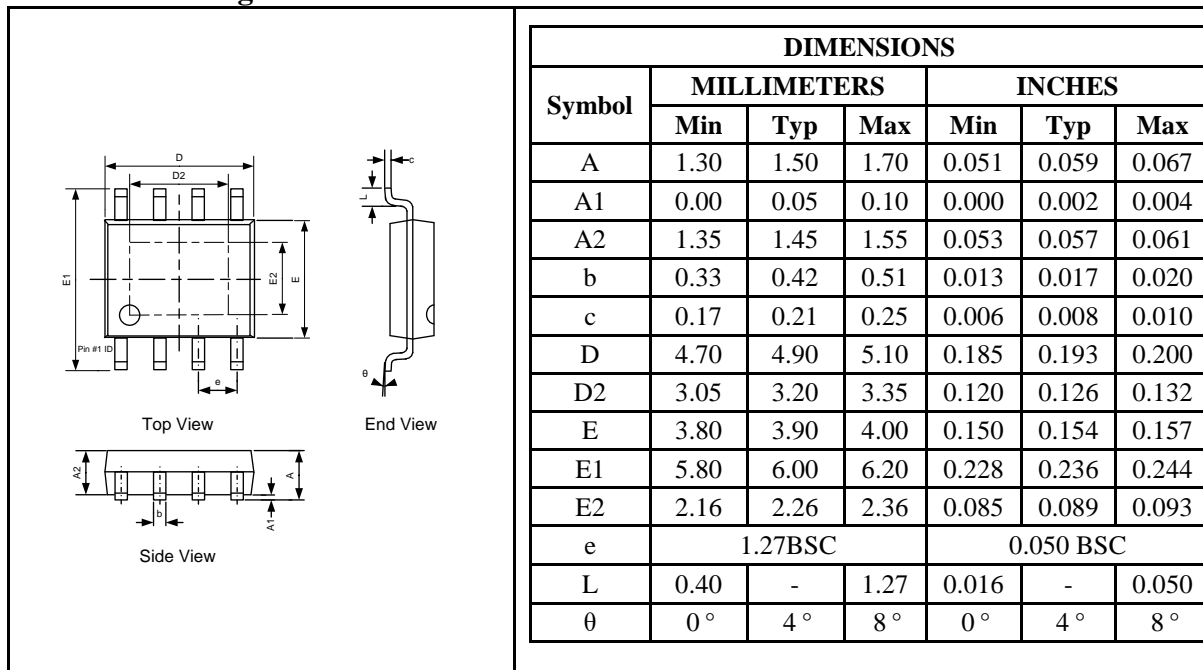 g
D
D2
c
L
E1
E2
E
Pin #1 ID
e
θ
Top View
End View
A2
A
b
A1
Side View
DIMENSIONS
Symbol MILLIMETERS INCHES
Min Typ Max Min Typ Max
A 1.30 1.50 1.70 0.051 0.059 0.067
A1 0.00 0.05 0.10 0.000 0.002 0.004
A2 1.35 1.45 1.55 0.053 0.057 0.061
b 0.33 0.42 0.51 0.013 0.017 0.020
c 0.17 0.21 0.25 0.006 0.008 0.010
D 4.70 4.90 5.10 0.185 0.193 0.200
D2 3.05 3.20 3.35 0.120 0.126 0.132
E 3.80 3.90 4.00 0.150 0.154 0.157
E1 5.80 6.00 6.20 0.228 0.236 0.244
E2 2.16 2.26 2.36 0.085 0.089 0.093
e 1.27BSC 0.050 BSC
L 0.40 - 1.27 0.016 - 0.050
θ 0 ° 4 ° 8 ° 0 ° 4 ° 8 °